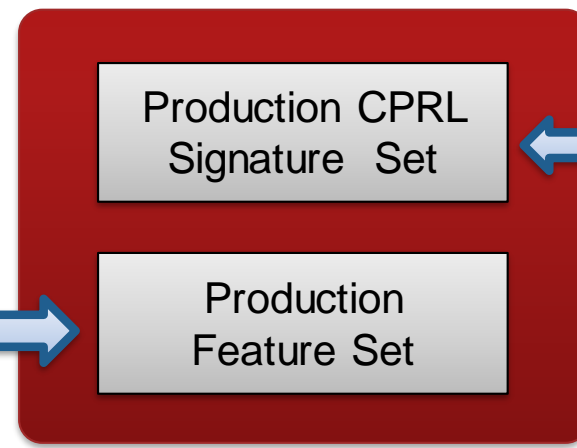 Production CPRL
Signature Set
Production
Feature Set